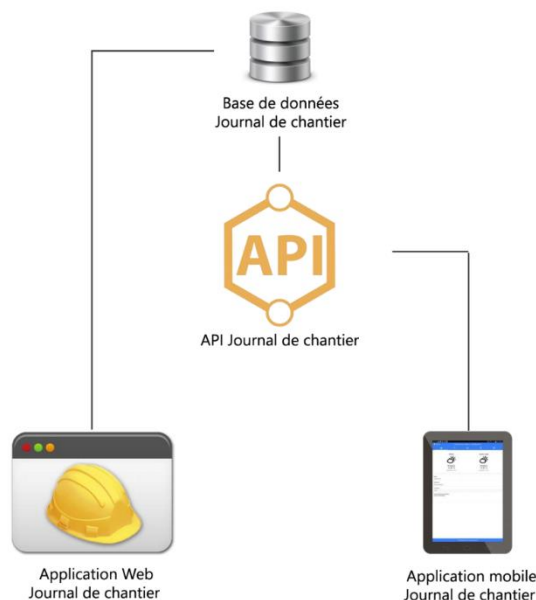 Base de données
Journal de chantier
API
API Journal de chantier
Application Web
Journal de chantier
Application mobile
Journal de chantier